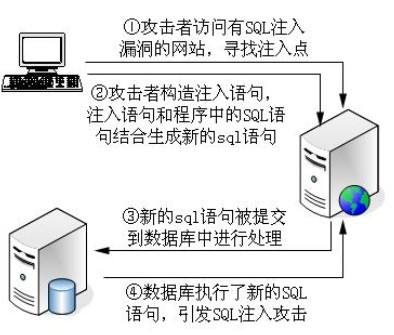 ①攻击者访问有SQL注入
漏洞的网站，寻找注入点
②攻击者构造注入语句，
注入语句和程序中的SQL语
句结合生成新的sql语句
③新的sql语句被提交
到数据库中进行处理
④数据库执行了新的SQL
语句，引发SQL注入攻击